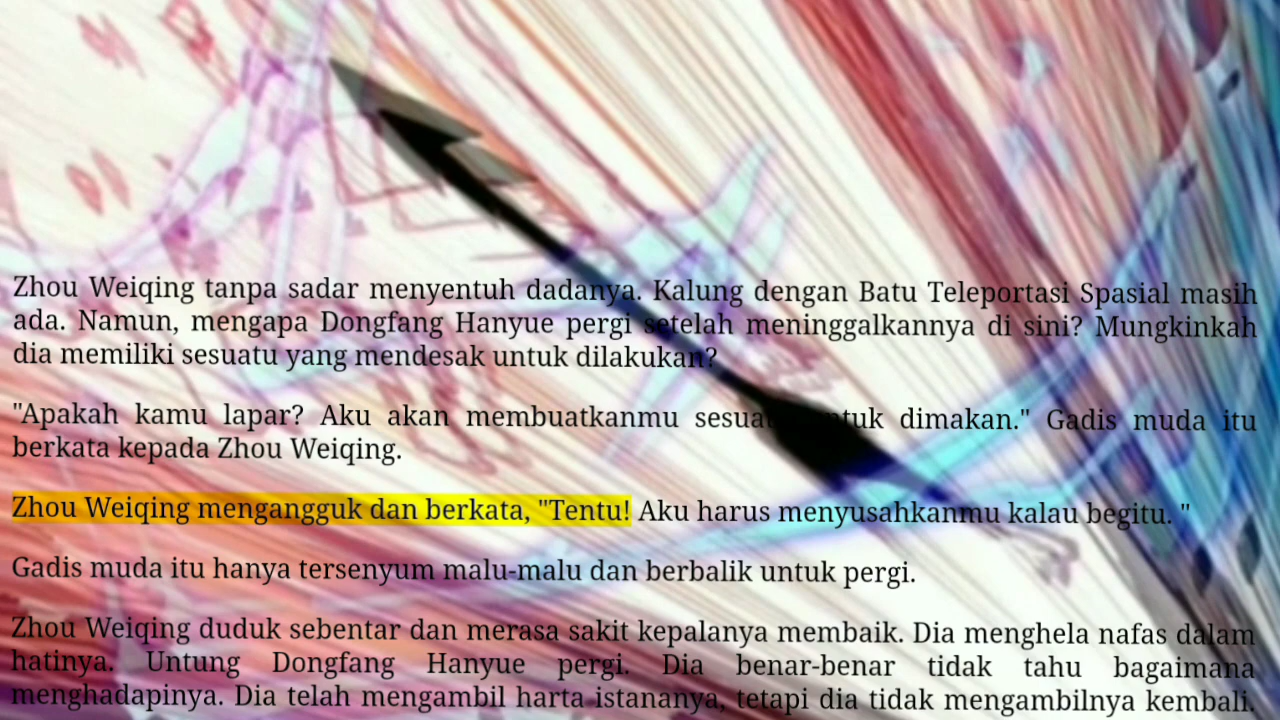 Zhou Weiqing tanpa sadar menyentuh dadanya. Kalung dengan Batu Teleportasi Spasial masih
ada. Namun, mengapa Dongfang Hanyue pergi setelah meninggalkannya di sini? Mungkinkah
dia memiliki sesuatu yang mendesak untuk dilakukan?
"Apakah kamu lapar? Aku akan membuatkanmu sesuatu untuk dimakan." Gadis muda itu
berkata kepada Zhou Weiqing.
Zhou Weiqing mengangguk dan berkata, "Tentu! Aku harus menyusahkanmu kalau begitu. "
Gadis muda itu hanya tersenyum malu-malu dan berbalik untuk pergi.
Zhou Weiqing duduk sebentar dan merasa sakit kepalanya membaik. Dia menghela nafas dalam
hatinya. Untung Dongfang Hanyue pergi. Dia benar-benar tidak tahu bagaimana
menghadapinya. Dia telah mengambil harta istananya, tetapi dia tidak mengambilnya kembali.